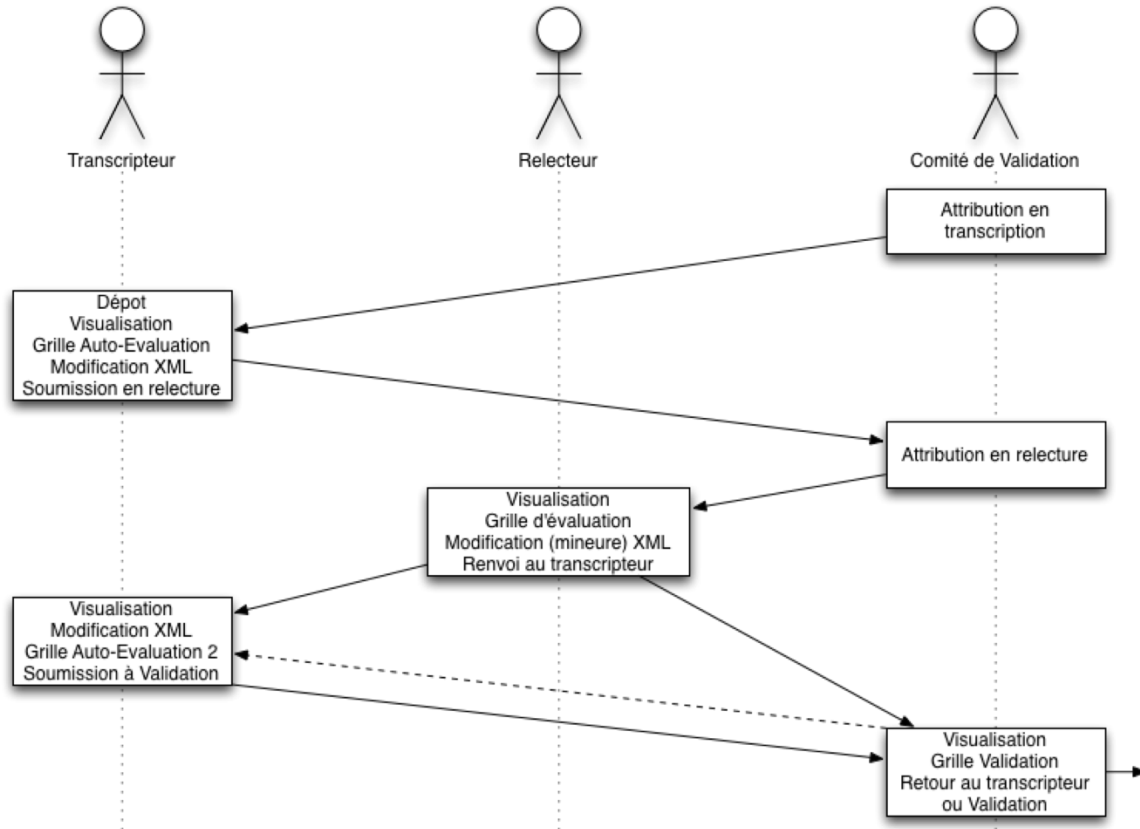 Transcripteur
Relecteur
Comité de Validation
Attribution en
transcription
Dépot
Visualisation
Grille Auto-Evaluation
Modification XML
Soumission en relecture
Attribution en relecture
Visualisation
Grille d'évaluation
Modification (mineure) XML
Renvoi au transcripteur
Visualisation
Modification XML
Grille Auto-Evaluation 2
Soumission à Validation
Visualisation
Grille Validation
Retour au transcripteur
ou Validation